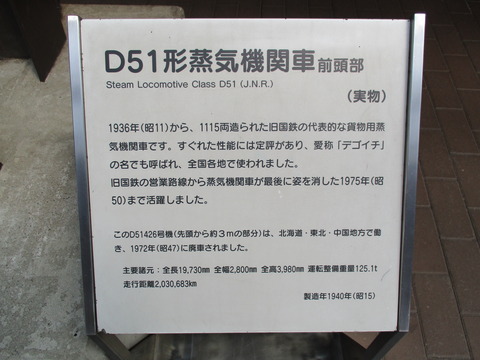 D51形蒸気機関車 前頭部
Steam Locomotive Class D51 (J.N.R.)
(実物)
1936年(昭11)から、1115両造られた旧国鉄の代表的な貨物用蒸
気機関車です。すぐれた性能には定評があり、愛称「デゴイチ」
の名でも呼ばれ、全国各地で使われました。
旧国鉄の営業路線から蒸気機関車が最後に姿を消した1975年(昭
50)まで活躍しました。
このD51426号機(先頭から約3mの部分)は、北海道・東北・中国地方で働
き、1972年(昭47)に廃車されました。
主要諸元：全長19,730mm 全幅2,800mm 全高3,980mm 運転整備重量125.1t
走行距離2,030,683km
製造年1940年(昭15)